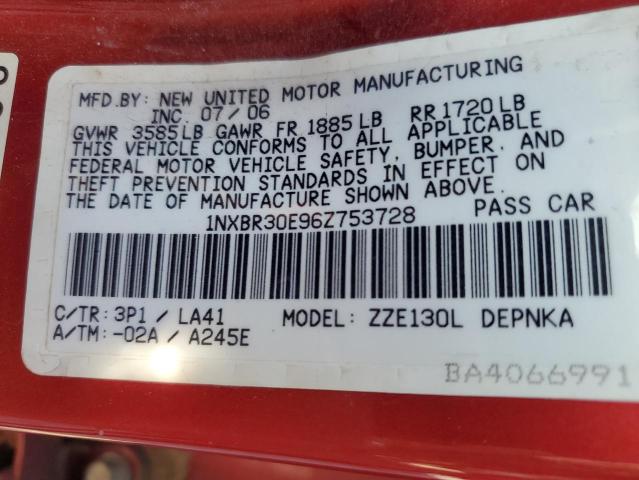 MFD.BY: NEW UNITED MOTOR MANUFACTURING
INC. 07/06
GVWR 3585LB GAWR FR 1885LB RR1720LB
THIS VEHICLE CONFORMS TO ALL APPLICABLE
FEDERAL MOTOR VEHICLE SAFETY, BUMPER, AND
THEFT PREVENTION STANDARDS IN EFFECT ON
THE DATE OF MANUFACTURE SHOWN ABOVE.
1NXBR30E96Z753728 PASS CAR
C/TR: 3P1 / LA41 MODEL: ZZE130L DEPNKA
A/TM: -02A / A245E
BA4066991